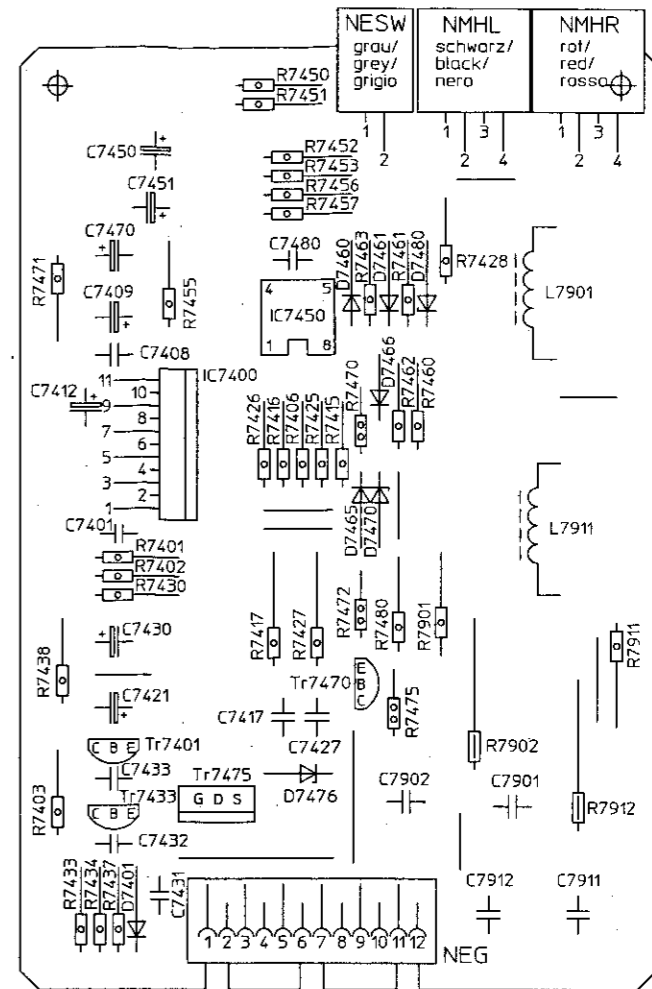 NESW
grau/
grey/
grigio
NMHL
schwarz/
black/
nero
NMHR
rot/
red/
rosso
1
2
1
2
3
4
1
2
3
4
R7450
R7451
C7450
C7451
R7452
R7453
R7456
R7457
C7470
C7480
D7460
R7463
D7461
R7461
D7480
R7428
R7471
C7409
R7455
4
5
IC7450
1
8
L7901
C7408
IC7400
C7412
11
10
9
8
7
6
5
4
3
2
1
R7426
R7416
R7406
R7425
R7415
R7470
D7466
R7462
R7460
C7401
R7401
R7402
R7430
D7465
D7470
L7911
R7417
R7427
R7472
R7480
R7901
C7430
R7438
C7421
Tr7470
E
B
C
R7475
R7911
C7417
C7427
Tr7401
C B E
C7433
Tr7433
C B E
C7432
R7403
Tr7475
G D S
D7476
C7902
R7902
C7901
R7912
R7433
R7434
R7437
D7401
C7431
C7912
C7911
1 2 3 4 5 6 7 8 9 10 11 12
NEG